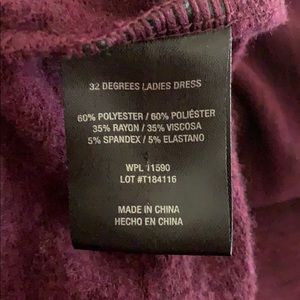 32 DEGREES LADIES DRESS
60% POLYESTER / 60% POLIÉSTER
35% RAYON / 35% VISCOSA
5% SPANDEX / 5% ELASTANO
WPL 11590
LOT #T184116
MADE IN CHINA
HECHO EN CHINA